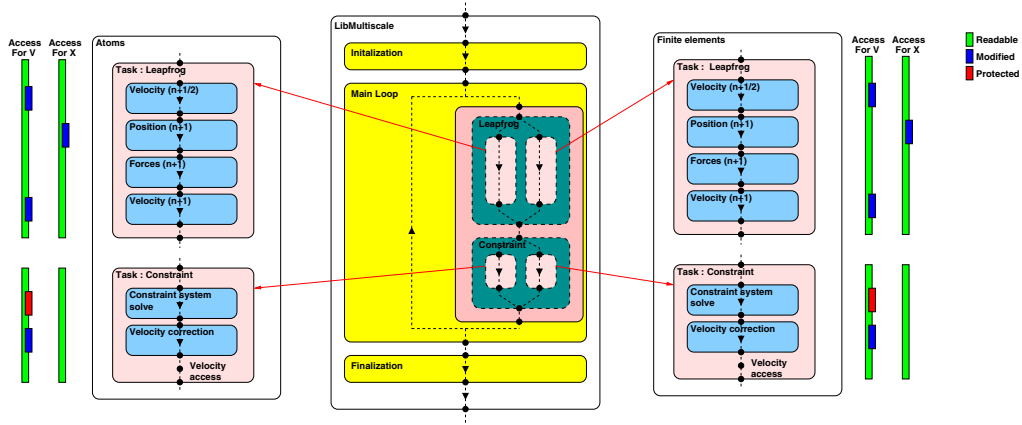 Access
For V
Access
For X
Atoms
Task : Leapfrog
Velocity (n+1/2)
Position (n+1)
Forces (n+1)
Velocity (n+1)
Task : Constraint
Constraint system
solve
Velocity correction
Velocity
access
LibMultiscale
Initalization
Main Loop
Leapfrog
Constraint
Finalization
Finite elements
Task : Leapfrog
Velocity (n+1/2)
Position (n+1)
Forces (n+1)
Velocity (n+1)
Task : Constraint
Constraint system
solve
Velocity correction
Velocity
access
Access
For V
Access
For X
Readable
Modified
Protected